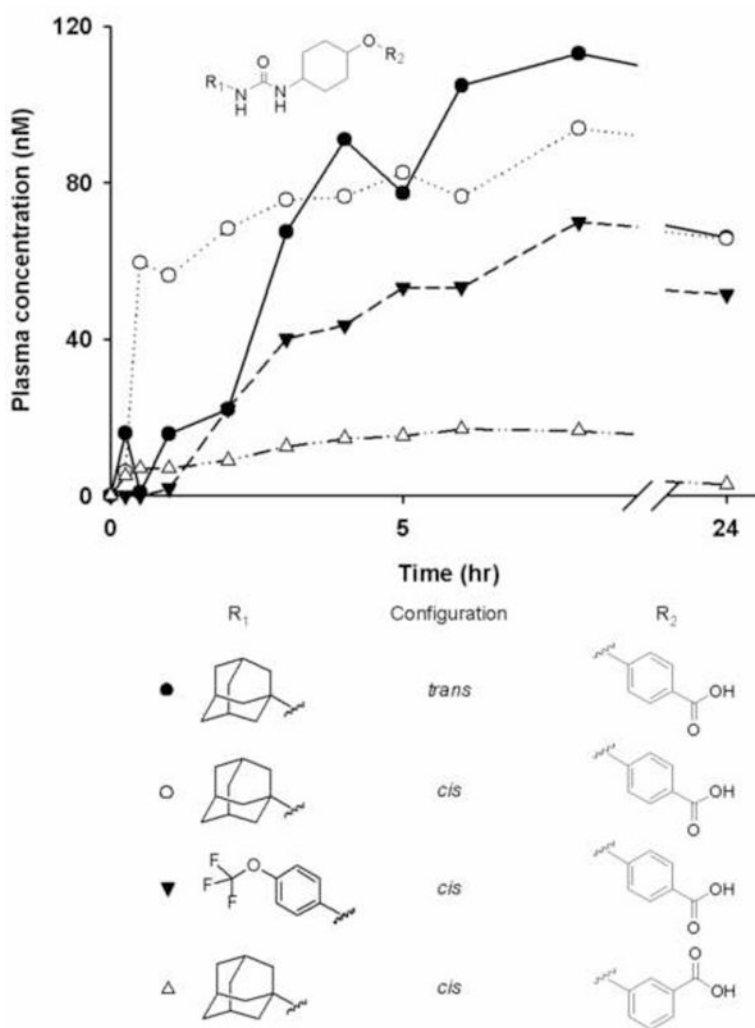 120
O
R₂
O
R₁
N
H
N
H
80
40
0
Plasma concentration (nM)
0
5
24
Time (hr)
R₁
Configuration
R₂
trans
OH
O
cis
OH
O
F
O
F
F
cis
OH
O
cis
O
OH